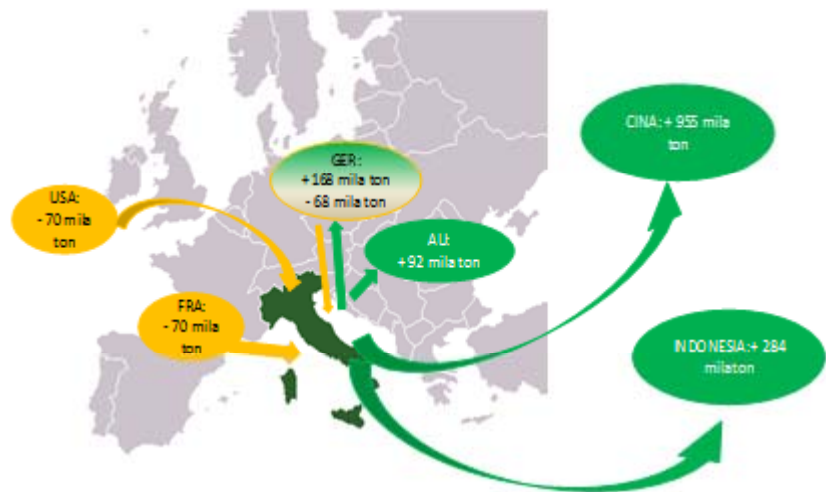 CINA: + 955 mila
ton
GER:
+168 mila ton
- 68 mila ton
USA:
- 70 mila
ton
AU:
+92 mila ton
FRA:
- 70 mila
ton
INDONESIA:+ 284
mila ton